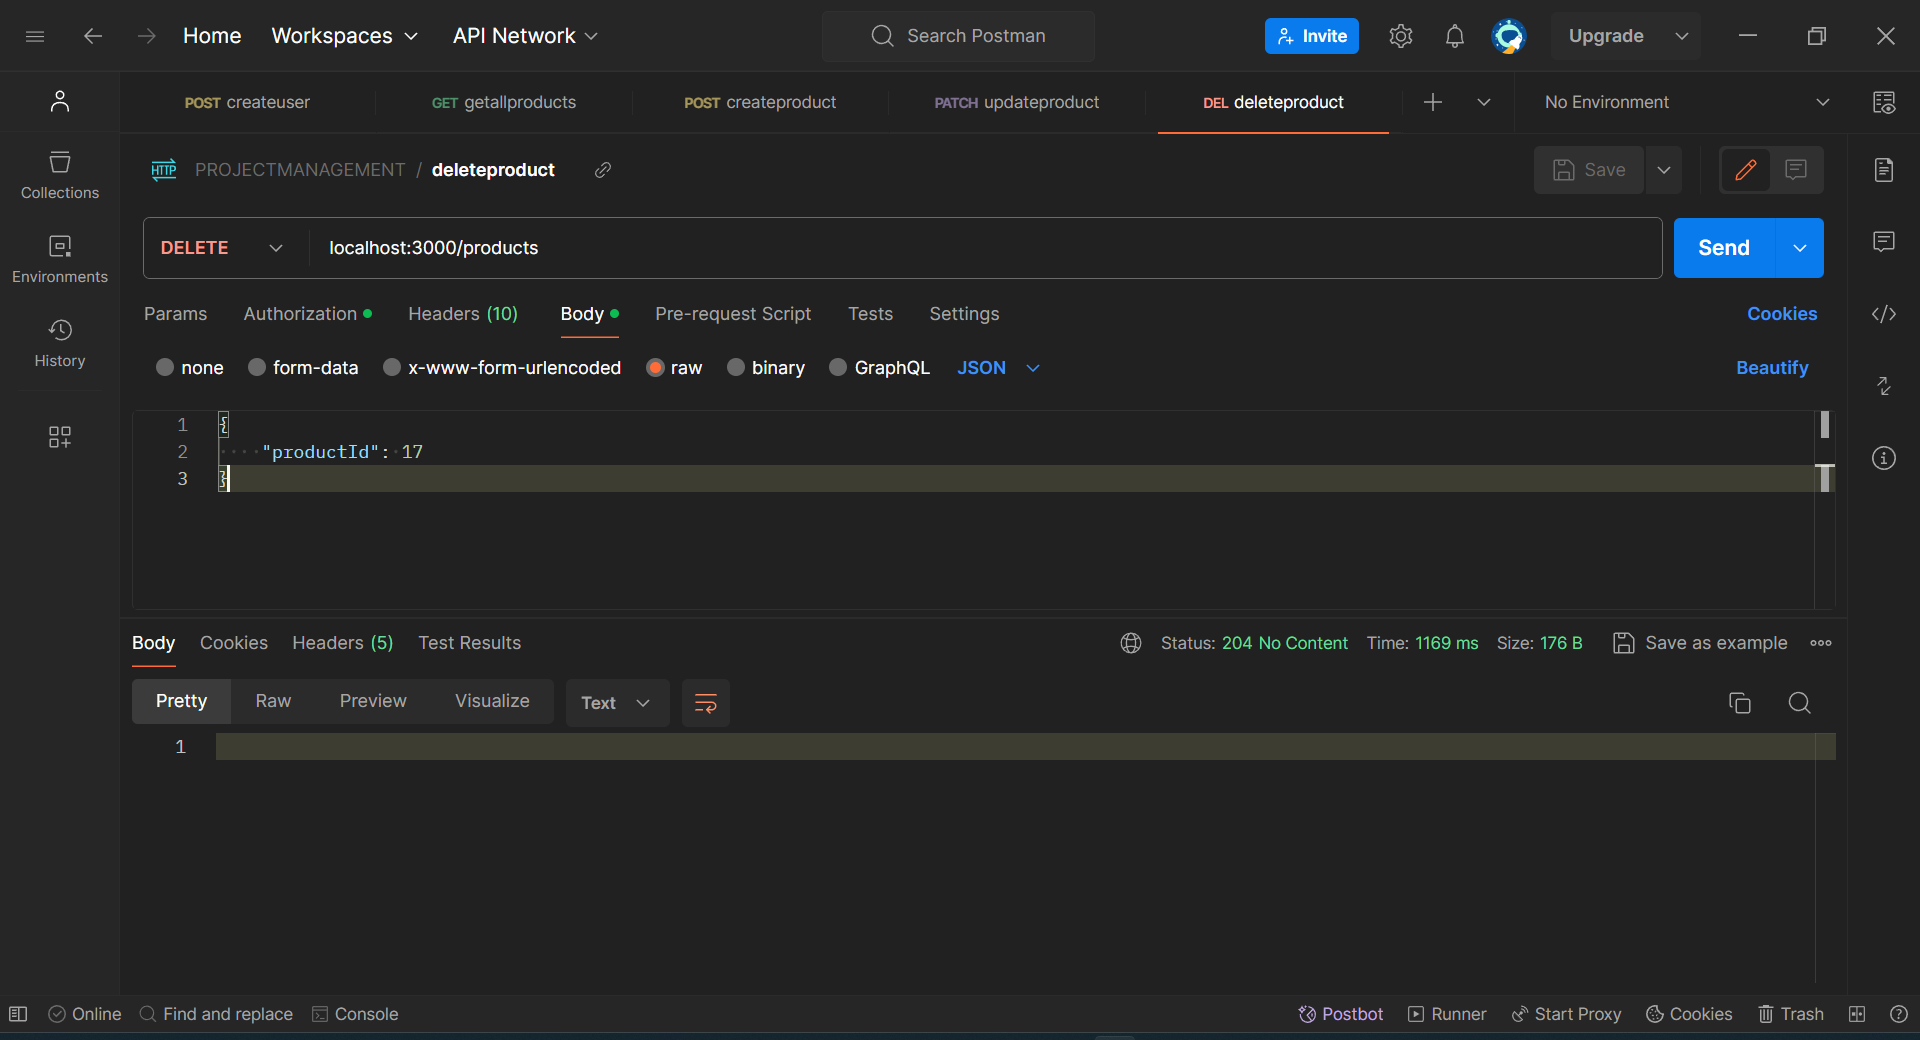 Home Workspaces API Network Search Postman Invite Upgrade
POST createuser GET getallproducts POST createproduct PATCH updateproduct DEL deleteproduct No Environment
HTTP PROJECTMANAGEMENT / deleteproduct Save
Collections
DELETE localhost:3000/products Send
Environments
Params Authorization Headers (10) Body Pre-request Script Tests Settings Cookies
History
none form-data x-www-form-urlencoded raw binary GraphQL JSON Beautify
1 {
2 "productId": 17
3 }
Body Cookies Headers (5) Test Results Status: 204 No Content Time: 1169 ms Size: 176 B Save as example
Pretty Raw Preview Visualize Text
1
Online Find and replace Console Postbot Runner Start Proxy Cookies Trash